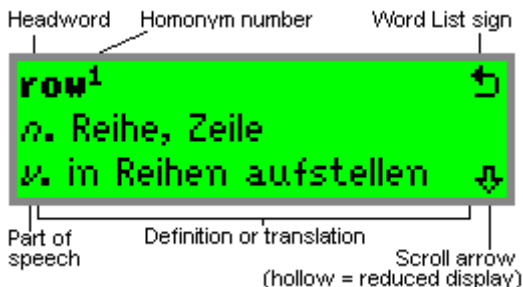 Headword Homonym number Word List sign
row¹
n. Reihe, Zeile
v. in Reihen aufstellen
Part of speech
Definition or translation
Scroll arrow
(hollow = reduced display)